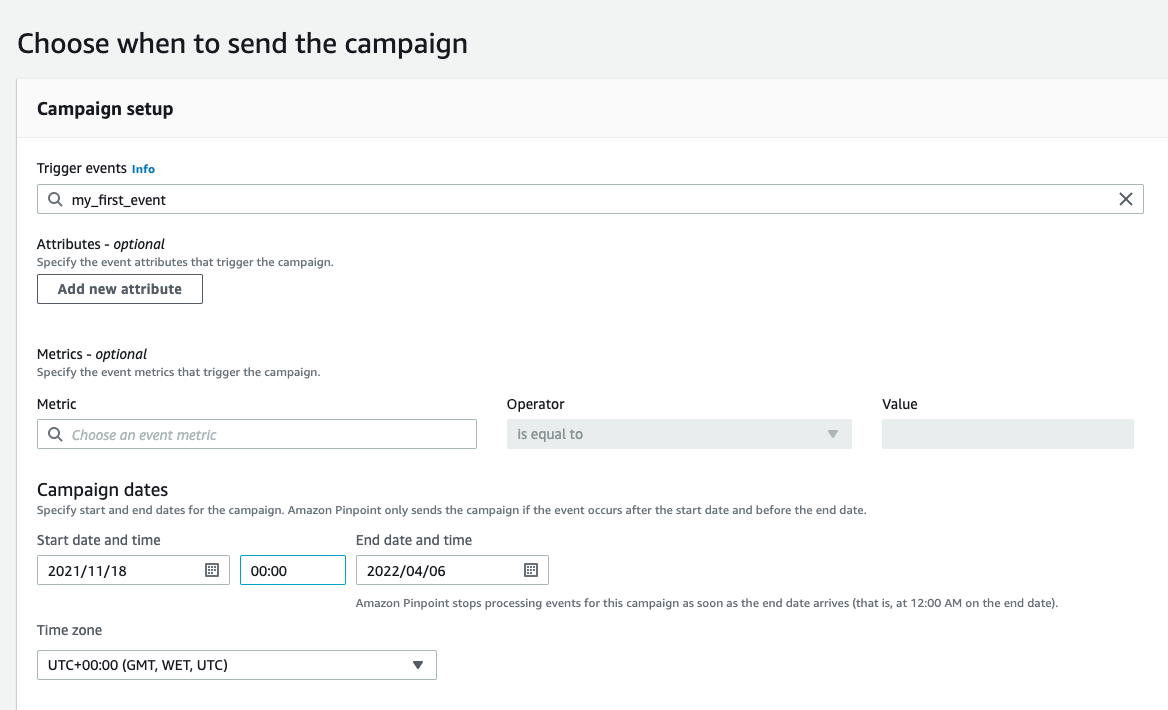 Choose when to send the campaign
Campaign setup
Trigger events Info
my_first_event
Attributes - optional
Specify the event attributes that trigger the campaign.
Add new attribute
Metrics - optional
Specify the event metrics that trigger the campaign.
Metric Operator Value
Choose an event metric is equal to
Campaign dates
Specify start and end dates for the campaign. Amazon Pinpoint only sends the campaign if the event occurs after the start date and before the end date.
Start date and time End date and time
2021/11/18 00:00 2022/04/06
Amazon Pinpoint stops processing events for this campaign as soon as the end date arrives (that is, at 12:00 AM on the end date).
Time zone
UTC+00:00 (GMT, WET, UTC)